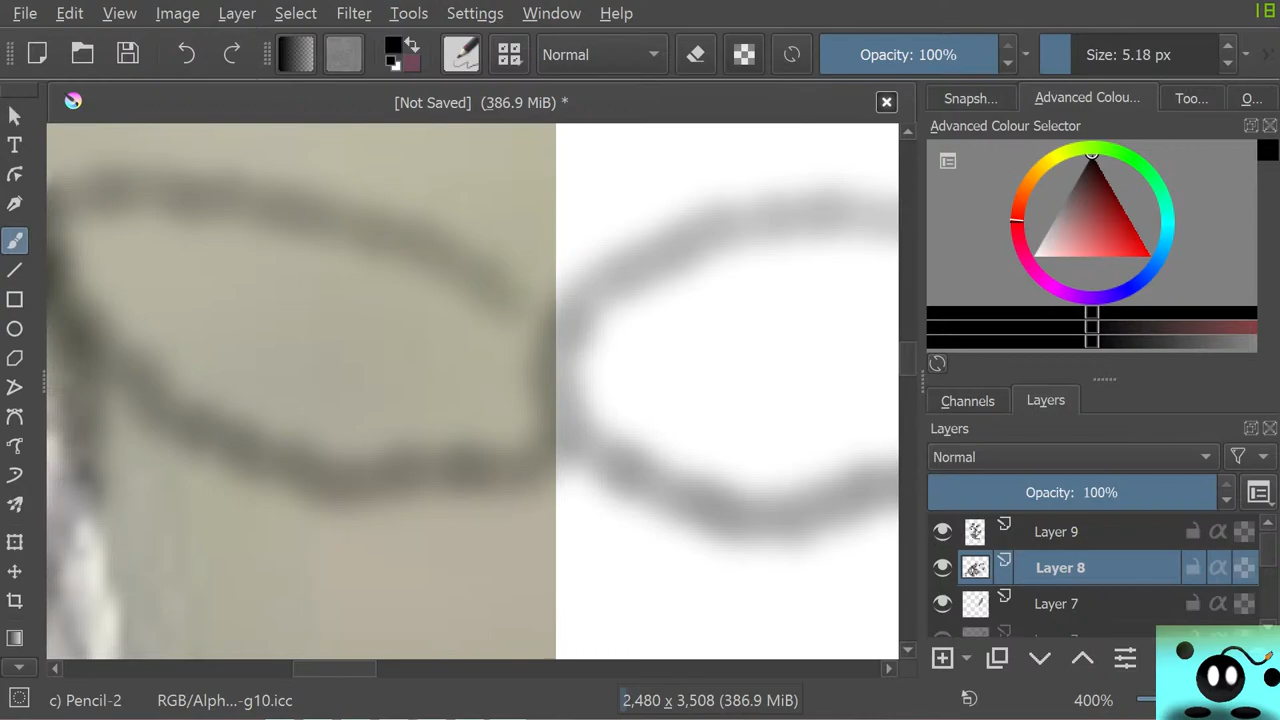 File Edit View Image Layer Select Filter Tools Settings Window Help
18
Normal
Opacity: 100%
Size: 5.18 px
[Not Saved] (386.9 MiB) *
Snapsh... Advanced Colou... Too... O...
Advanced Colour Selector
Channels Layers
Layers
Normal
Opacity: 100%
Layer 9
Layer 8
Layer 7
c) Pencil-2
RGB/Alph...-g10.icc
2,480 x 3,508 (386.9 MiB)
400%